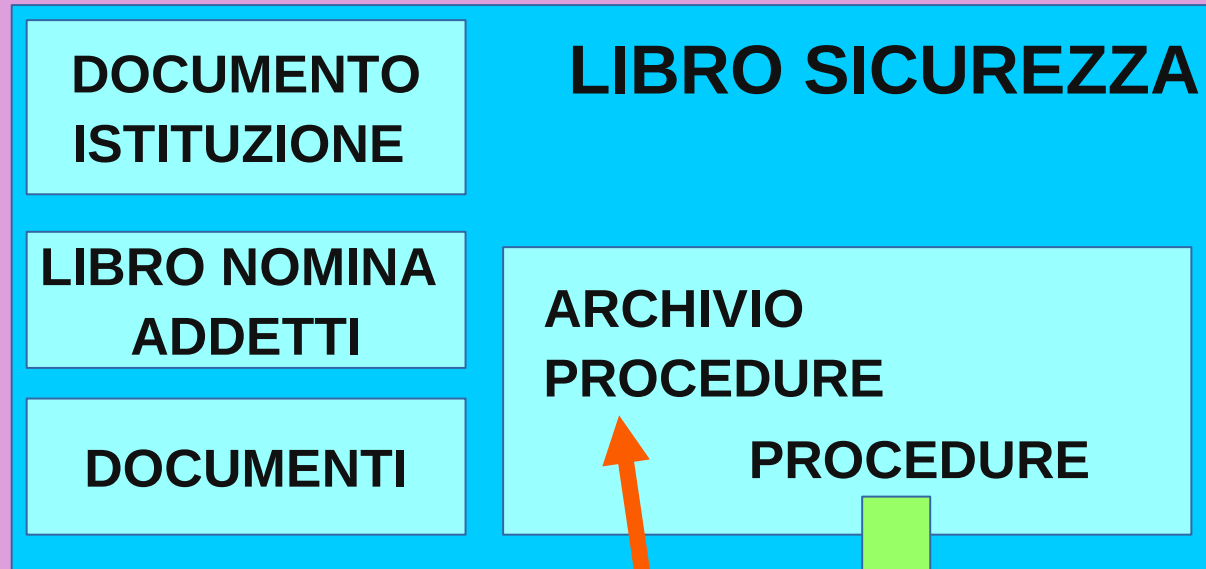 DOCUMENTO
ISTITUZIONE
LIBRO SICUREZZA
LIBRO NOMINA
ADDETTI
DOCUMENTI
ARCHIVIO
PROCEDURE
PROCEDURE